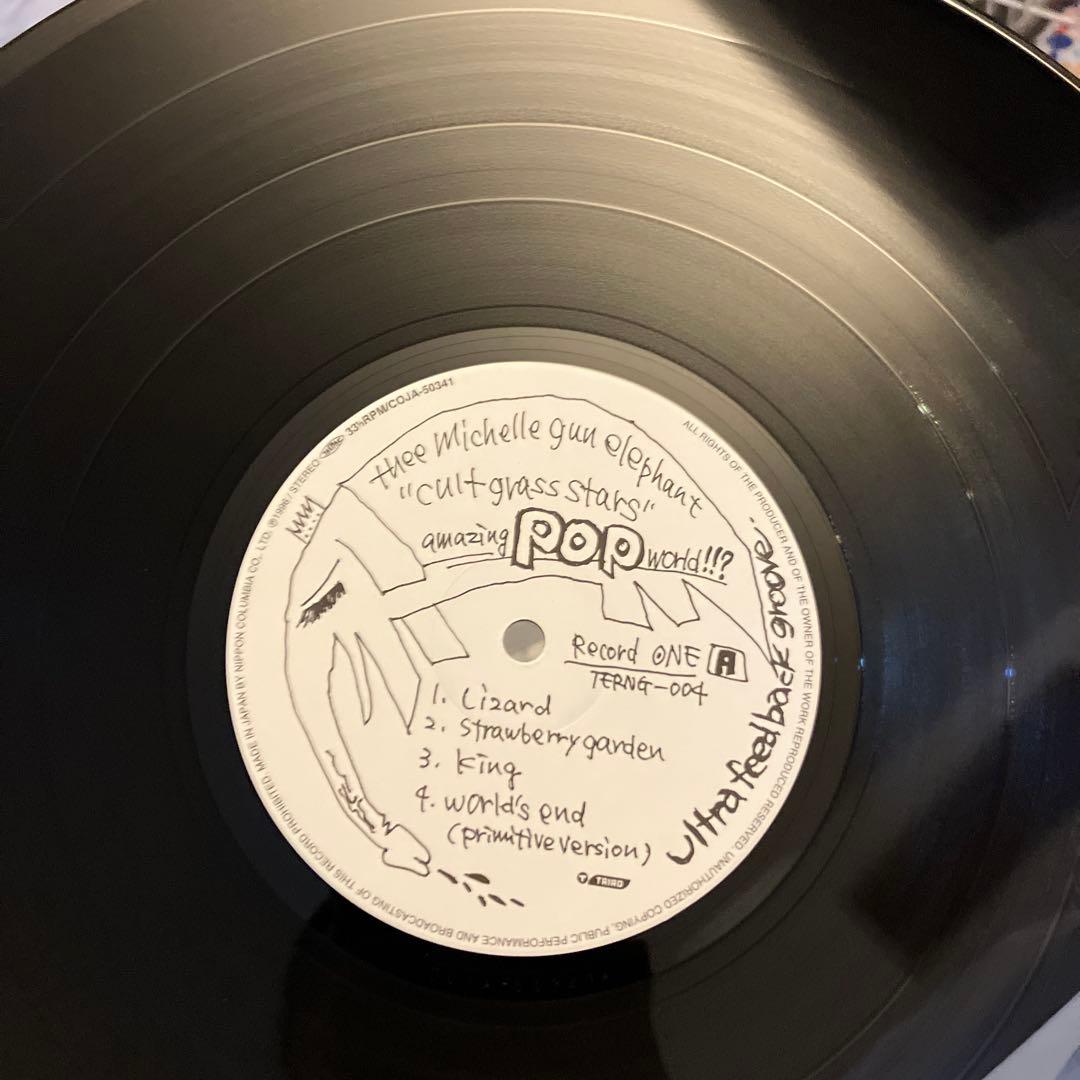 thee michelle gun elephant
"cult grass stars"
amazing POP world!!?
Record ONE A
TERNG-004
1. Lizard
2. strawberry garden
3. king
4. world's end
(primitive version)
TRIAD
ultra feedback groove..
33⅓RPM/COJA-50341
STEREO
℗1996/
MADE IN JAPAN BY NIPPON COLUMBIA CO., LTD.
ALL RIGHTS OF THE PRODUCER AND OF THE OWNER OF THE WORK REPRODUCED RESERVED. UNAUTHORIZED COPYING, PUBLIC PERFORMANCE AND BROADCASTING OF THIS RECORD PROHIBITED.